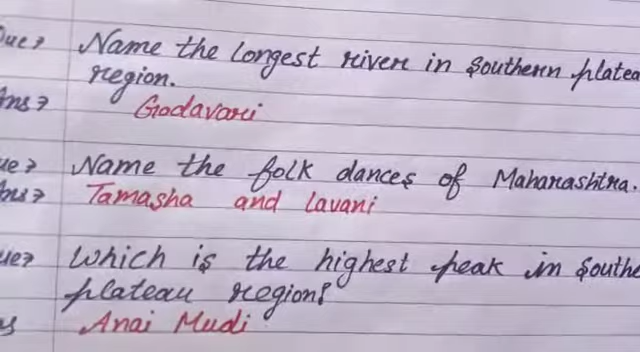 Que→ Name the longest river in Southern platea
region.
Ans→ Godavari
Que→ Name the folk dances of Maharashtra.
Ans→ Tamasha and lavani
Que→ Which is the highest peak in Southe
plateau region?
Anai Mudi